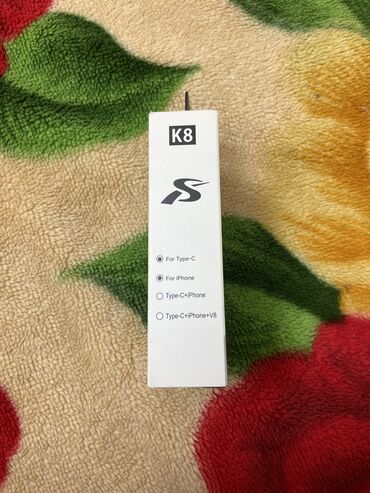 K8
For Type-C
For iPhone
Type-C+iPhone
Type-C+iPhone+V8